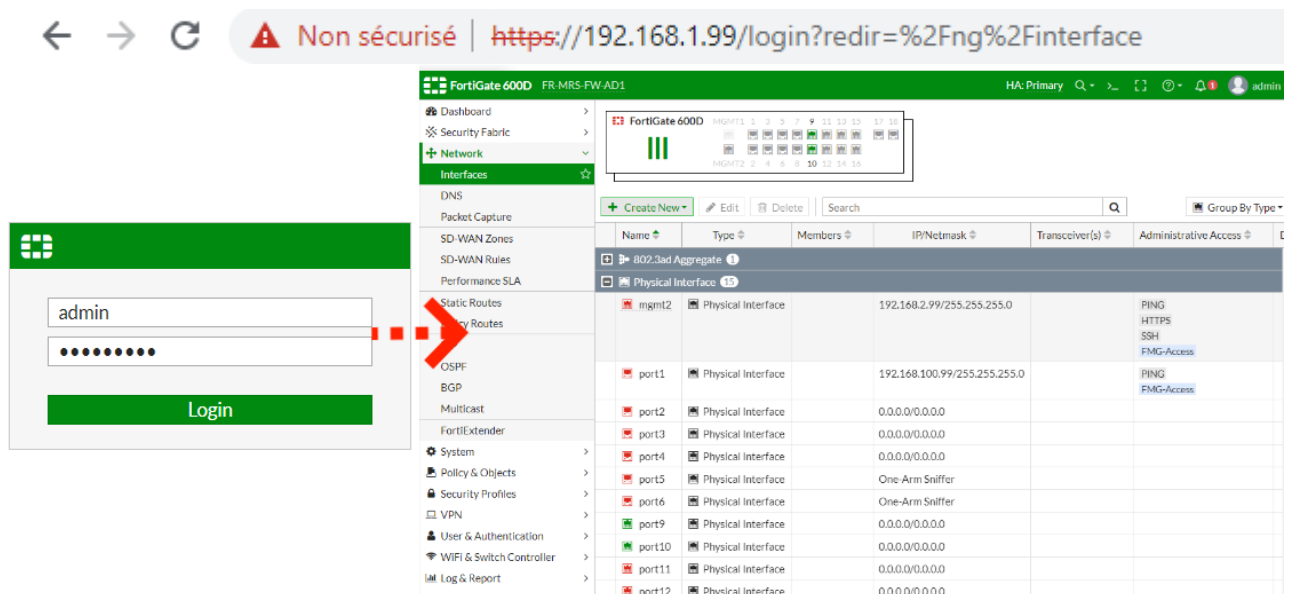 Non sécurisé | https://192.168.1.99/login?redir=%2Fng%2Finterface
FortiGate 600D FR-MRS-FW-AD1 HA: Primary admin
admin
•••••••••
Login
Dashboard
Security Fabric
Network
Interfaces
DNS
Packet Capture
SD-WAN Zones
SD-WAN Rules
Performance SLA
Static Routes
Routes
OSPF
BGP
Multicast
FortiExtender
System
Policy & Objects
Security Profiles
VPN
User & Authentication
WiFi & Switch Controller
Log & Report
FortiGate 600D MGMT1 1 3 5 7 9 11 13 15 17 18
MGMT2 2 4 6 8 10 12 14 16
Create New Edit Delete Search Group By Type
Name Type Members IP/Netmask Transceiver(s) Administrative Access
802.3ad Aggregate 1
Physical Interface 15
mgmt2 Physical Interface 192.168.2.99/255.255.255.0 PING
HTTPS
SSH
FMG-Access
port1 Physical Interface 192.168.100.99/255.255.255.0 PING
FMG-Access
port2 Physical Interface 0.0.0.0/0.0.0.0
port3 Physical Interface 0.0.0.0/0.0.0.0
port4 Physical Interface 0.0.0.0/0.0.0.0
port5 Physical Interface One-Arm Sniffer
port6 Physical Interface One-Arm Sniffer
port9 Physical Interface 0.0.0.0/0.0.0.0
port10 Physical Interface 0.0.0.0/0.0.0.0
port11 Physical Interface 0.0.0.0/0.0.0.0
port12 Physical Interface 0.0.0.0/0.0.0.0